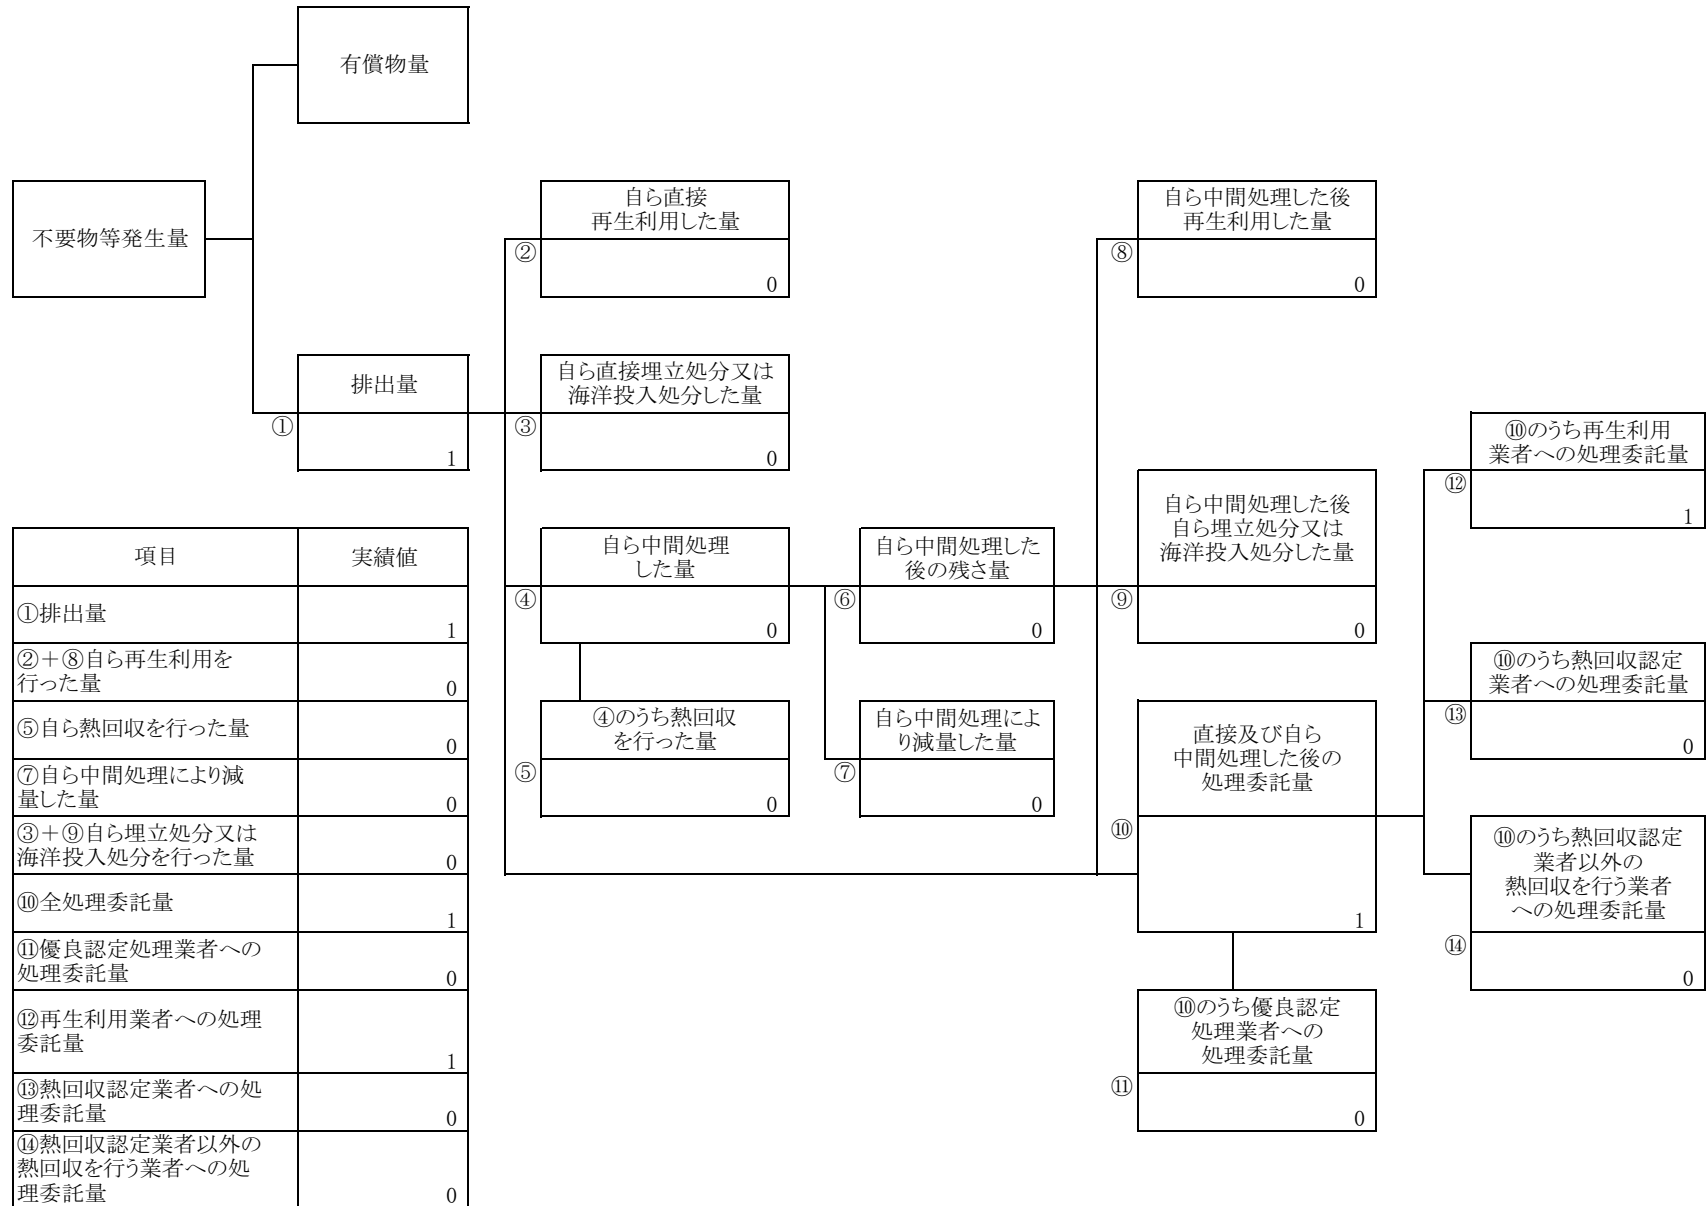 有償物量
不要物等発生量
自ら直接
再生利用した量
②
0
自ら中間処理した後
再生利用した量
⑧
0
排出量
①
1
自ら直接埋立処分又は
海洋投入処分した量
③
0
⑩のうち再生利用
業者への処理委託量
⑫
1
自ら中間処理した後
自ら埋立処分又は
海洋投入処分した量
⑨
0
自ら中間処理
した量
④
0
自ら中間処理した
後の残さ量
⑥
0
⑩のうち熱回収認定
業者への処理委託量
⑬
0
④のうち熱回収
を行った量
⑤
0
自ら中間処理によ
り減量した量
⑦
0
直接及び自ら
中間処理した後の
処理委託量
⑩
1
⑩のうち熱回収認定
業者以外の
熱回収を行う業者
への処理委託量
⑭
0
⑩のうち優良認定
処理業者への
処理委託量
⑪
0
項目 実績値
①排出量
1
②＋⑧自ら再生利用を
行った量
0
⑤自ら熱回収を行った量
0
⑦自ら中間処理により減
量した量
0
③＋⑨自ら埋立処分又は
海洋投入処分を行った量
0
⑩全処理委託量
1
⑪優良認定処理業者への
処理委託量
0
⑫再生利用業者への処理
委託量
1
⑬熱回収認定業者への処
理委託量
0
⑭熱回収認定業者以外の
熱回収を行う業者への処
理委託量
0